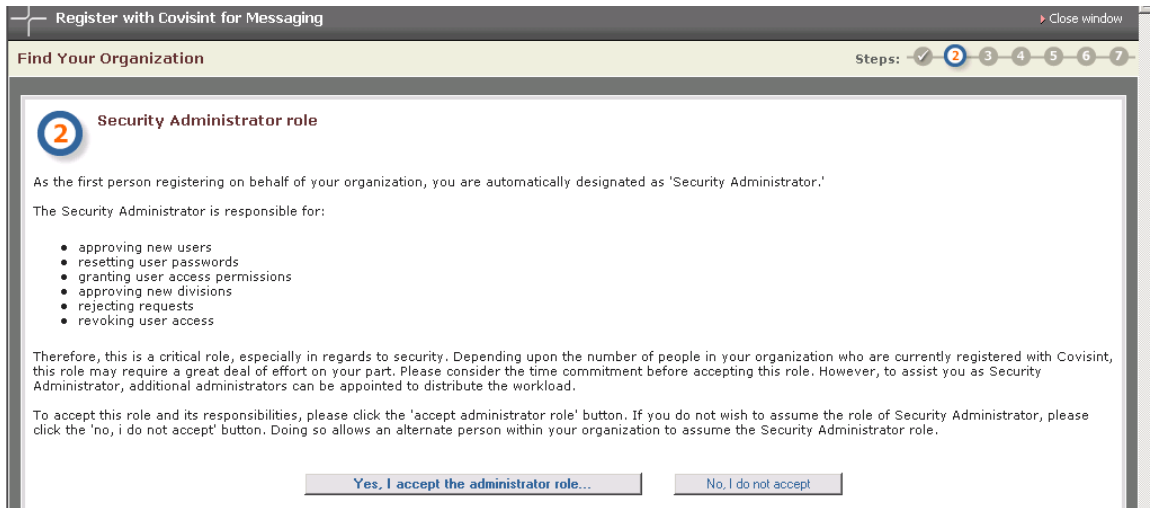 Register with Covisint for Messaging
Close window
Find Your Organization
Steps: 2 3 4 5 6 7
2
Security Administrator role
As the first person registering on behalf of your organization, you are automatically designated as 'Security Administrator.'
The Security Administrator is responsible for:
approving new users
resetting user passwords
granting user access permissions
approving new divisions
rejecting requests
revoking user access
Therefore, this is a critical role, especially in regards to security. Depending upon the number of people in your organization who are currently registered with Covisint,
this role may require a great deal of effort on your part. Please consider the time commitment before accepting this role. However, to assist you as Security
Administrator, additional administrators can be appointed to distribute the workload.
To accept this role and its responsibilities, please click the 'accept administrator role' button. If you do not wish to assume the role of Security Administrator, please
click the 'no, i do not accept' button. Doing so allows an alternate person within your organization to assume the Security Administrator role.
Yes, I accept the administrator role...
No, I do not accept